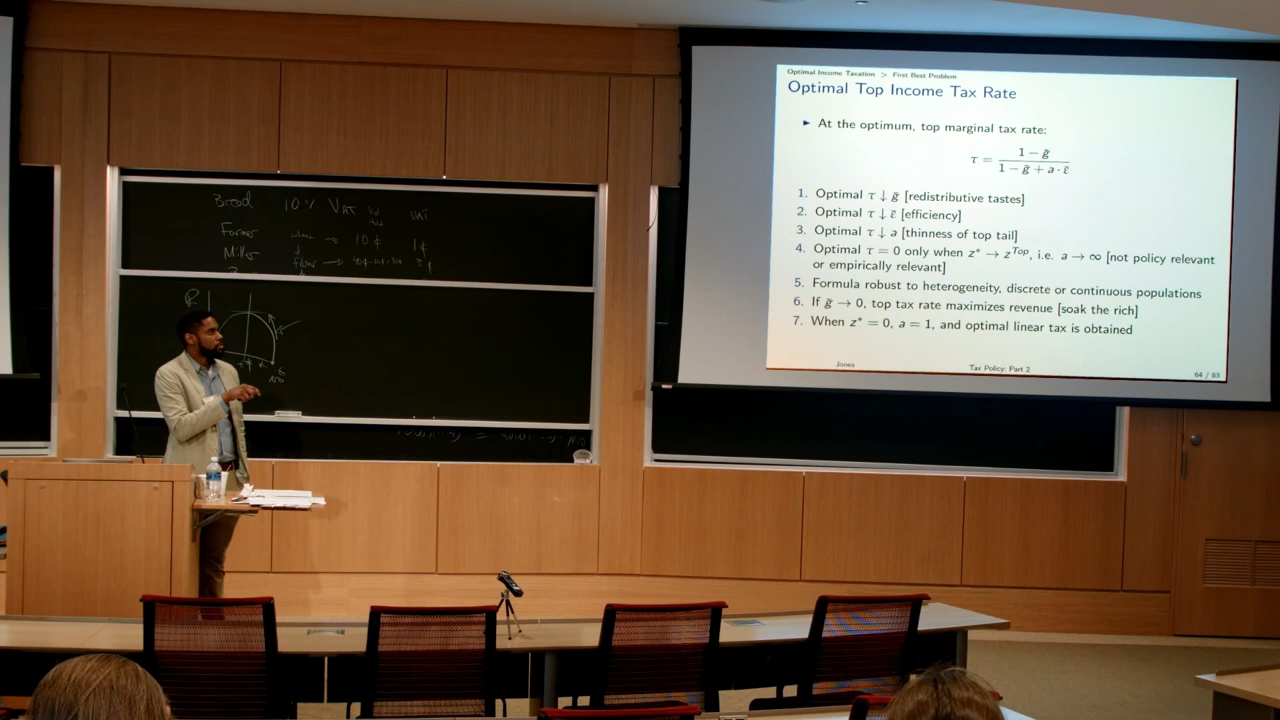 Bread 10% VAT VAT
Farmer 10¢ 1¢
Miller flour 3¢
R
Optimal Income Taxation > First Best Problem
Optimal Top Income Tax Rate
► At the optimum, top marginal tax rate:
τ = (1 − ḡ) / (1 − ḡ + a · ε̄)
1. Optimal τ ↓ ḡ [redistributive tastes]
2. Optimal τ ↓ ε̄ [efficiency]
3. Optimal τ ↓ a [thinness of top tail]
4. Optimal τ = 0 only when z* → z^Top, i.e. a → ∞ [not policy relevant
or empirically relevant]
5. Formula robust to heterogeneity, discrete or continuous populations
6. If ḡ → 0, top tax rate maximizes revenue [soak the rich]
7. When z* = 0, a = 1, and optimal linear tax is obtained
Jones Tax Policy: Part 2 64 / 83